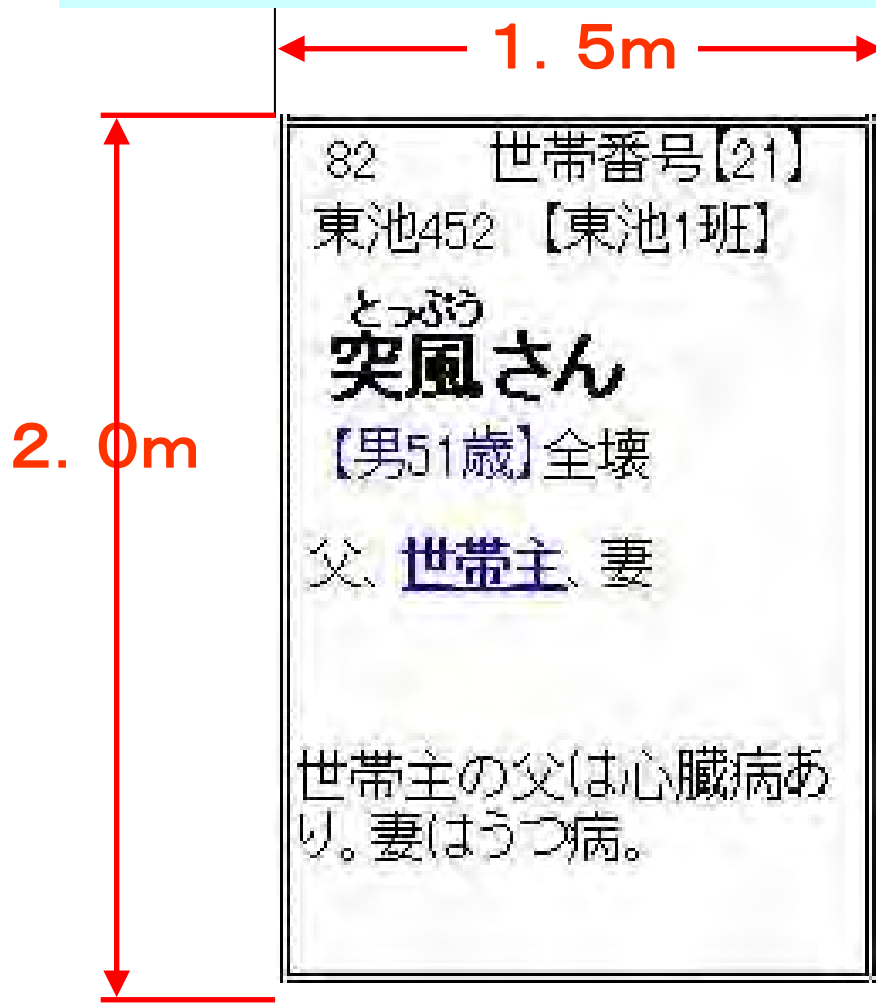 1．5m
82 世帯番号【21】
東池452 【東池1班】
とっぷう
突風さん
【男51歳】全壊
2．0m
父、世帯主、妻
世帯主の父は心臓病あ
り。妻はうつ病。